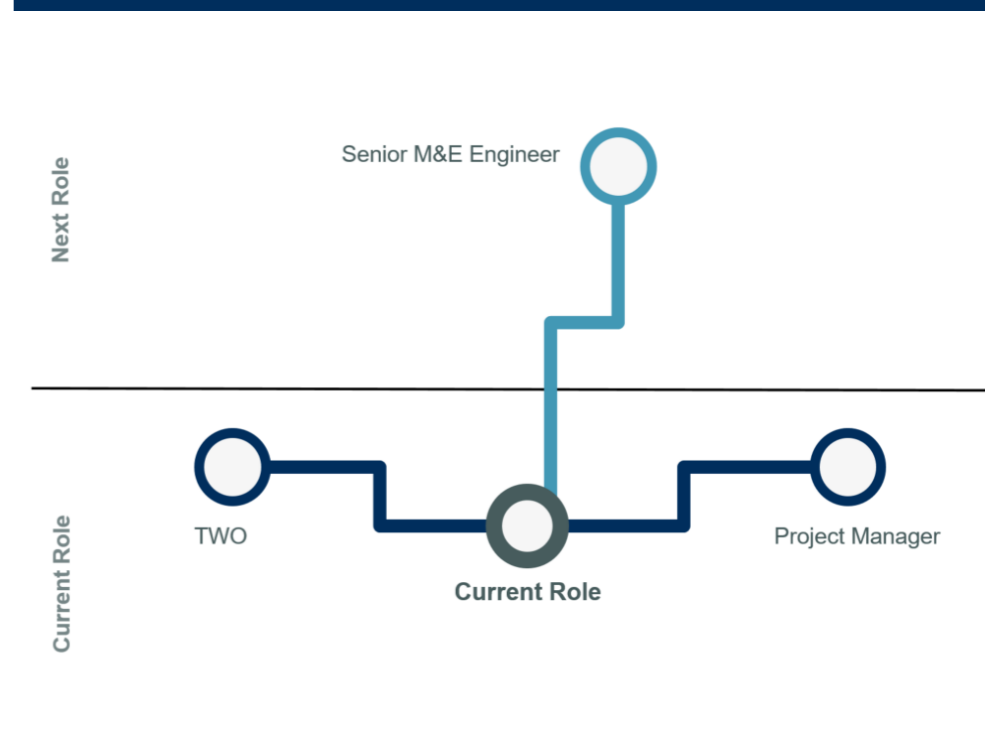 Next Role
Senior M&E Engineer
Current Role
TWO
Project Manager
Current Role